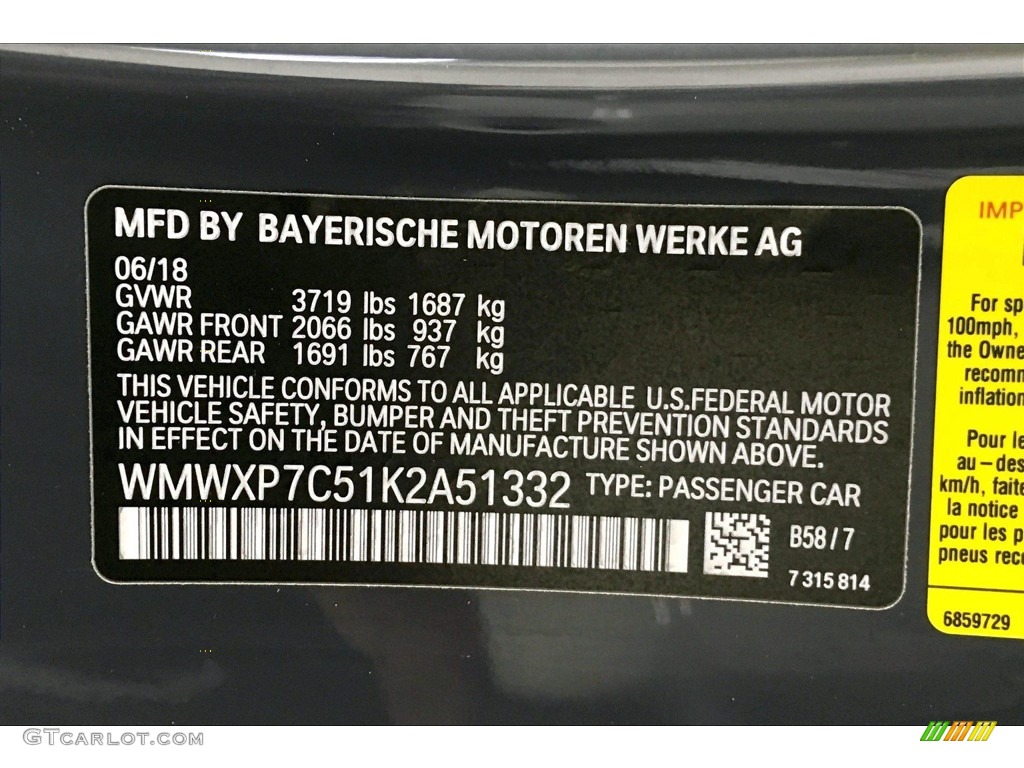 MFD BY BAYERISCHE MOTOREN WERKE AG
06/18
GVWR 3719 lbs 1687 kg
GAWR FRONT 2066 lbs 937 kg
GAWR REAR 1691 lbs 767 kg
THIS VEHICLE CONFORMS TO ALL APPLICABLE U.S.FEDERAL MOTOR
VEHICLE SAFETY, BUMPER AND THEFT PREVENTION STANDARDS
IN EFFECT ON THE DATE OF MANUFACTURE SHOWN ABOVE.
WMWXP7C51K2A51332 TYPE: PASSENGER CAR
B58/7
7 315 814
IMP
For sp
100mph,
the Owne
recomm
inflation
Pour le
au-des
km/h, faite
la notice
pour les p
pneus reco
6859729
GTCARLOT.COM